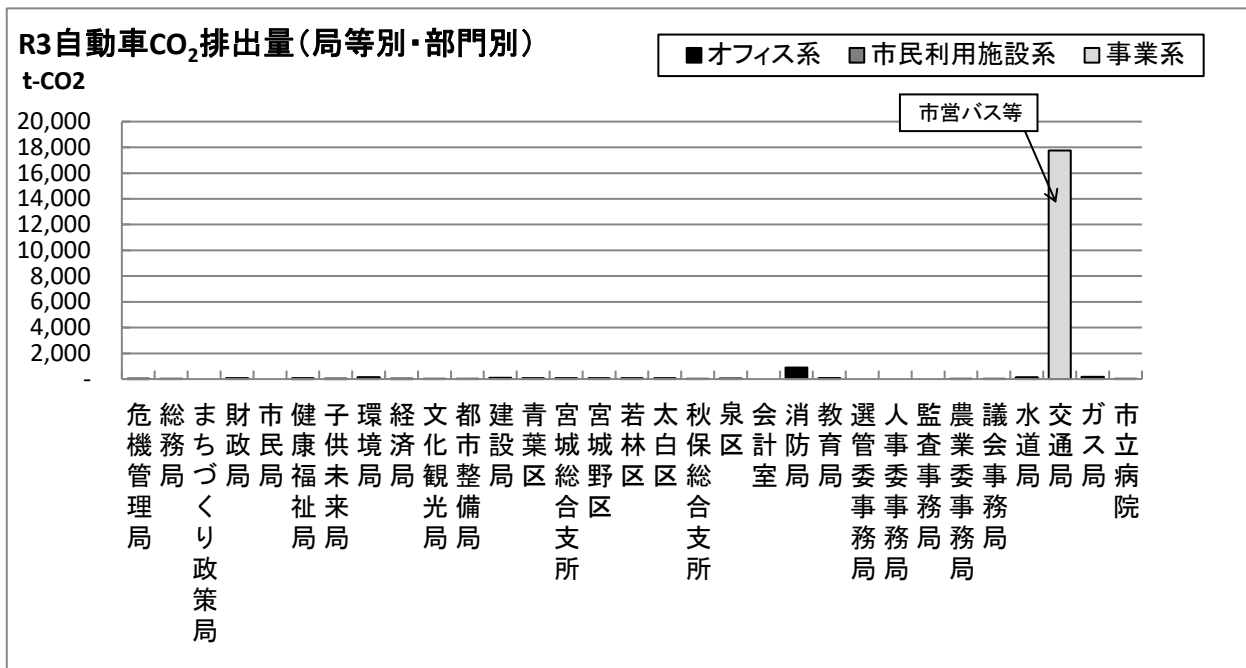 R3自動車CO₂排出量（局等別・部門別）
t-CO2
■オフィス系 ■市民利用施設系 □事業系
市営バス等
20,000
18,000
16,000
14,000
12,000
10,000
8,000
6,000
4,000
2,000
-
危機管理局
総務局
まちづくり政策局
財政局
市民局
健康福祉局
子供未来局
環境局
経済局
文化観光局
都市整備局
建設局
青葉区
宮城総合支所
宮城野区
若林区
太白区
秋保総合支所
泉区
会計室
消防局
教育局
選管委事務局
人事委事務局
監査事務局
農業委事務局
議会事務局
水道局
交通局
ガス局
市立病院